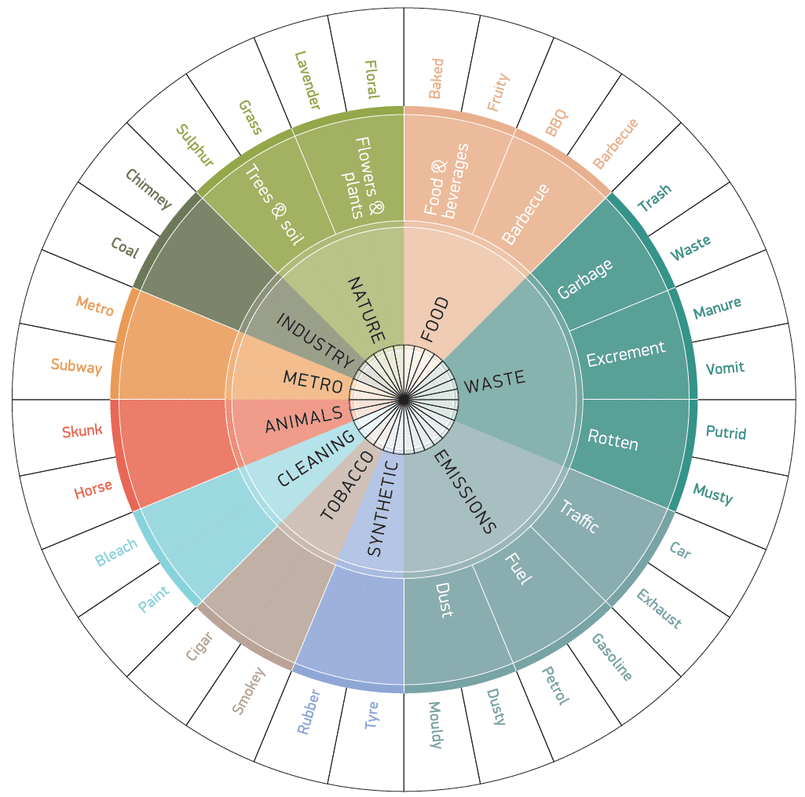 Baked
Fruity
BBQ
Barbecue
Trash
Waste
Manure
Vomit
Putrid
Musty
Car
Exhaust
Gasoline
Petrol
Dusty
Mouldy
Tyre
Rubber
Smokey
Cigar
Paint
Bleach
Horse
Skunk
Subway
Metro
Coal
Chimney
Sulphur
Grass
Lavender
Floral
Food &
beverages
Barbecue
Garbage
Excrement
Rotten
Traffic
Fuel
Dust
Trees & soil
Flowers &
plants
FOOD
WASTE
EMISSIONS
SYNTHETIC
TOBACCO
CLEANING
ANIMALS
METRO
INDUSTRY
NATURE